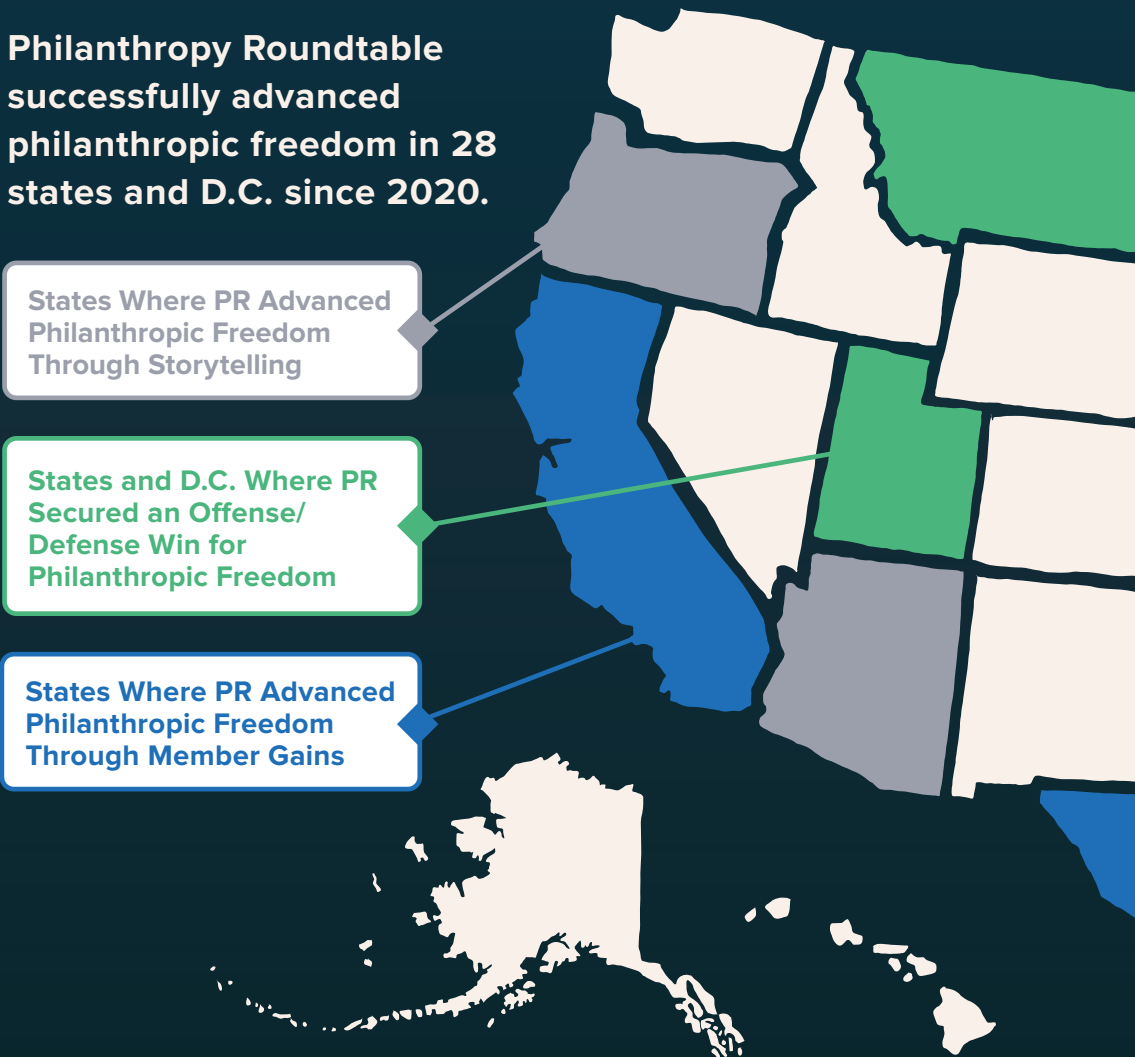 Philanthropy Roundtable
successfully advanced
philanthropic freedom in 28
states and D.C. since 2020.
States Where PR Advanced
Philanthropic Freedom
Through Storytelling
States and D.C. Where PR
Secured an Offense/
Defense Win for
Philanthropic Freedom
States Where PR Advanced
Philanthropic Freedom
Through Member Gains